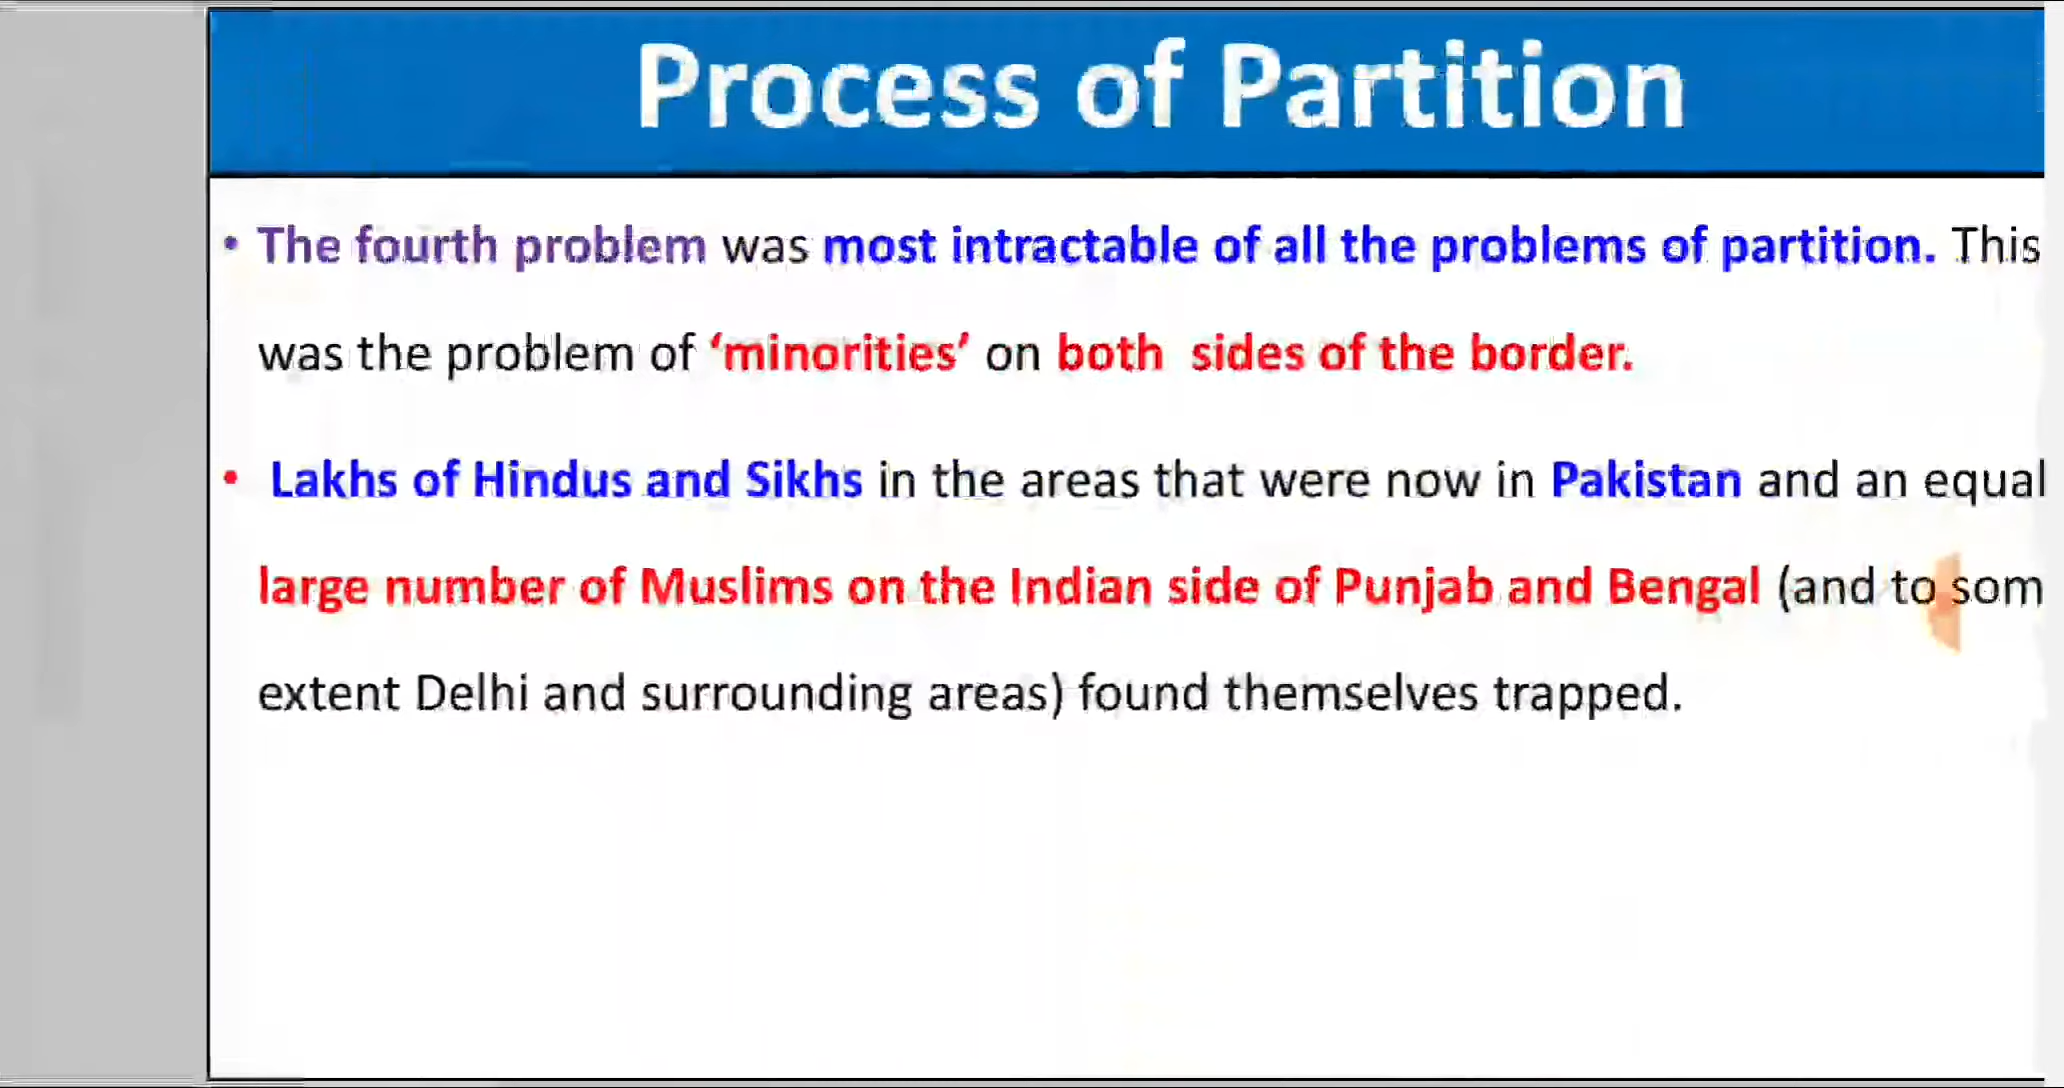 Process of Partition
• The fourth problem was most intractable of all the problems of partition. This
was the problem of ‘minorities’ on both sides of the border.
• Lakhs of Hindus and Sikhs in the areas that were now in Pakistan and an equal
large number of Muslims on the Indian side of Punjab and Bengal (and to som
extent Delhi and surrounding areas) found themselves trapped.